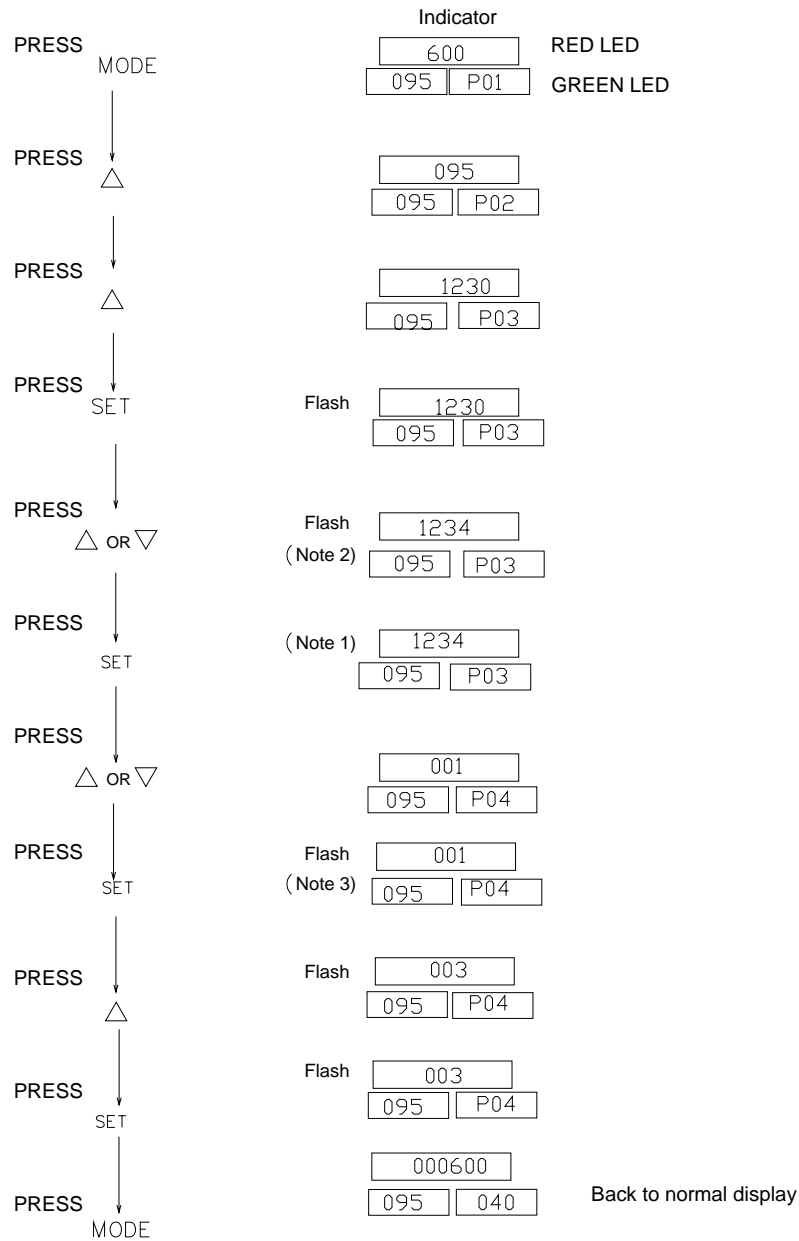 Indicator
PRESS MODE 600 RED LED
095 P01 GREEN LED
PRESS △ 095
095 P02
PRESS △ 1230
095 P03
PRESS SET Flash 1230
095 P03
PRESS △ OR ▽ Flash 1234
(Note 2) 095 P03
PRESS SET (Note 1) 1234
095 P03
PRESS △ OR ▽ 001
095 P04
PRESS SET Flash 001
(Note 3) 095 P04
PRESS △ Flash 003
095 P04
PRESS SET Flash 003
095 P04
000600
PRESS MODE 095 040 Back to normal display